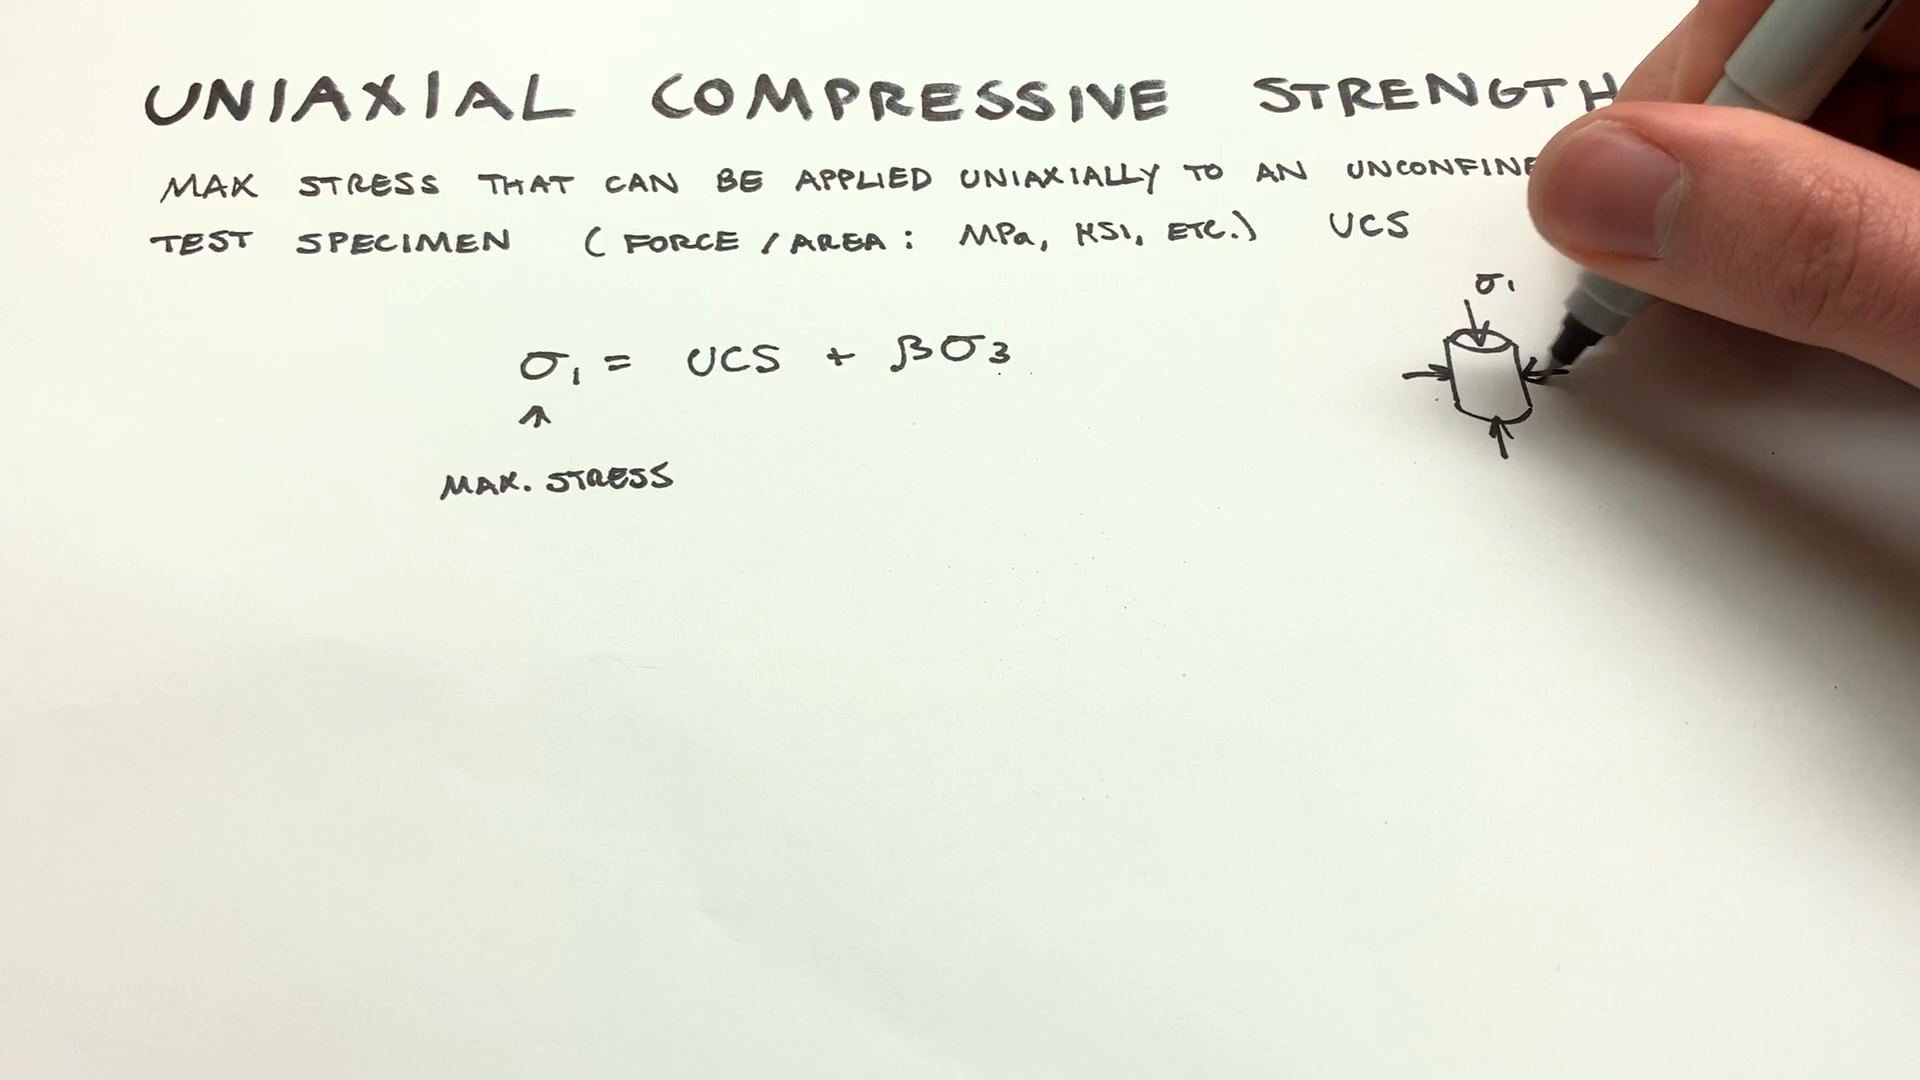 UNIAXIAL COMPRESSIVE STRENGTH
MAX STRESS THAT CAN BE APPLIED UNIAXIALLY TO AN UNCONFINE
TEST SPECIMEN (FORCE / AREA: MPa, KSI, ETC.) UCS
σ1
σ1 = UCS + βσ3
MAX. STRESS